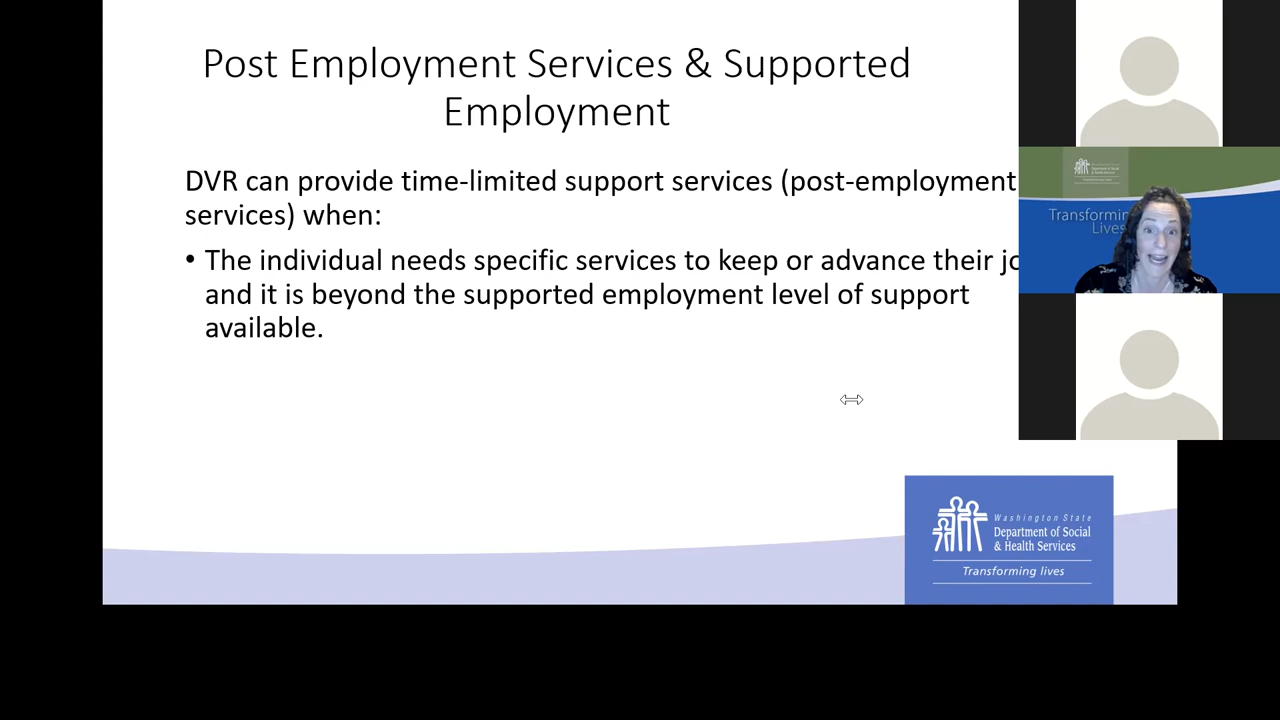 Post Employment Services & Supported
Employment
DVR can provide time-limited support services (post-employment
services) when:
• The individual needs specific services to keep or advance their
and it is beyond the supported employment level of support
available.
Transforming
Lives
Washington State
Department of Social
& Health Services
Transforming lives